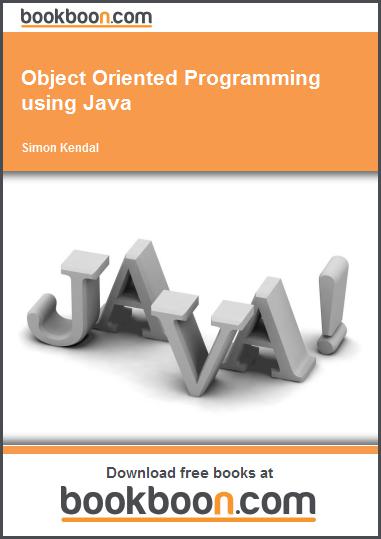 bookboon.com
Object Oriented Programming
using Java
Simon Kendal
JAVA!
Download free books at
bookboon.com